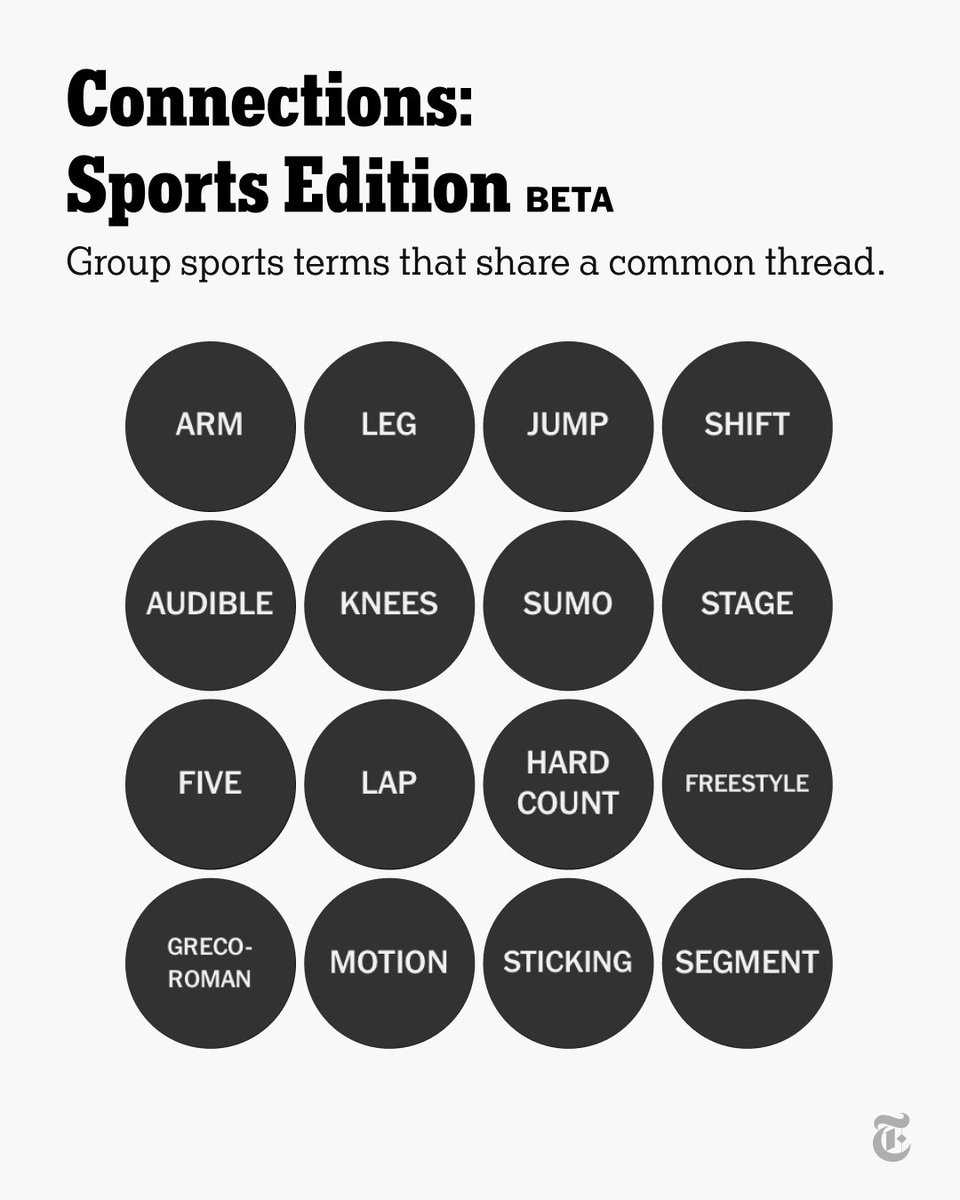 Connections:
Sports Edition BETA
Group sports terms that share a common thread.
ARM
LEG
JUMP
SHIFT
AUDIBLE
KNEES
SUMO
STAGE
FIVE
LAP
HARD
COUNT
FREESTYLE
GRECO-
ROMAN
MOTION
STICKING
SEGMENT
T